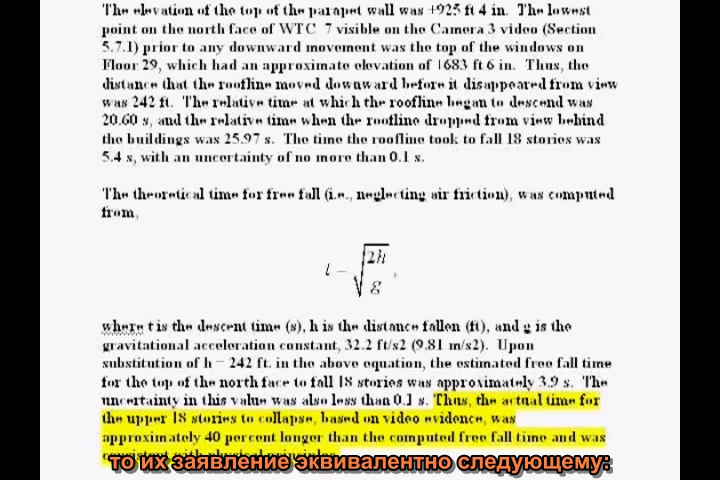 The elevation of the top of the parapet wall was +925 ft 4 in. The lowest
point on the north face of WTC 7 visible on the Camera 3 video (Section
5.7.1) prior to any downward movement was the top of the windows on
Floor 29, which had an approximate elevation of +683 ft 6 in. Thus, the
distance that the roofline moved downward before it disappeared from view
was 242 ft. The relative time at which the roofline began to descend was
20.60 s, and the relative time when the roofline dropped from view behind
the buildings was 25.97 s. The time the roofline took to fall 18 stories was
5.4 s, with an uncertainty of no more than 0.1 s.
The theoretical time for free fall (i.e., neglecting air friction), was computed
from,
t = √(2h/g),
where t is the descent time (s), h is the distance fallen (ft), and g is the
gravitational acceleration constant, 32.2 ft/s2 (9.81 m/s2). Upon
substitution of h = 242 ft. in the above equation, the estimated free fall time
for the top of the north face to fall 18 stories was approximately 3.9 s. The
uncertainty in this value was also less than 0.1 s. Thus, the actual time for
the upper 18 stories to collapse, based on video evidence, was
approximately 40 percent longer than the computed free fall time and was
consistent with physical principles.
то их заявление эквивалентно следующему: